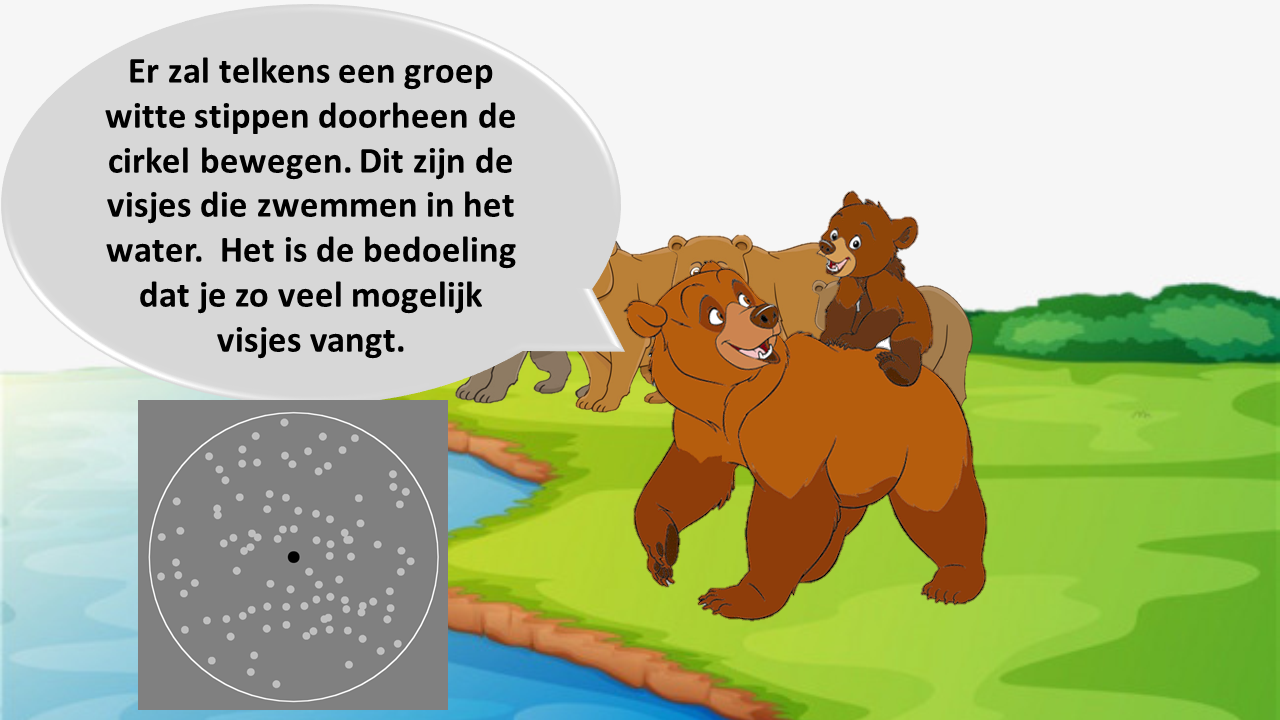 Er zal telkens een groep
witte stippen doorheen de
cirkel bewegen. Dit zijn de
visjes die zwemmen in het
water.  Het is de bedoeling
dat je zo veel mogelijk
visjes vangt.